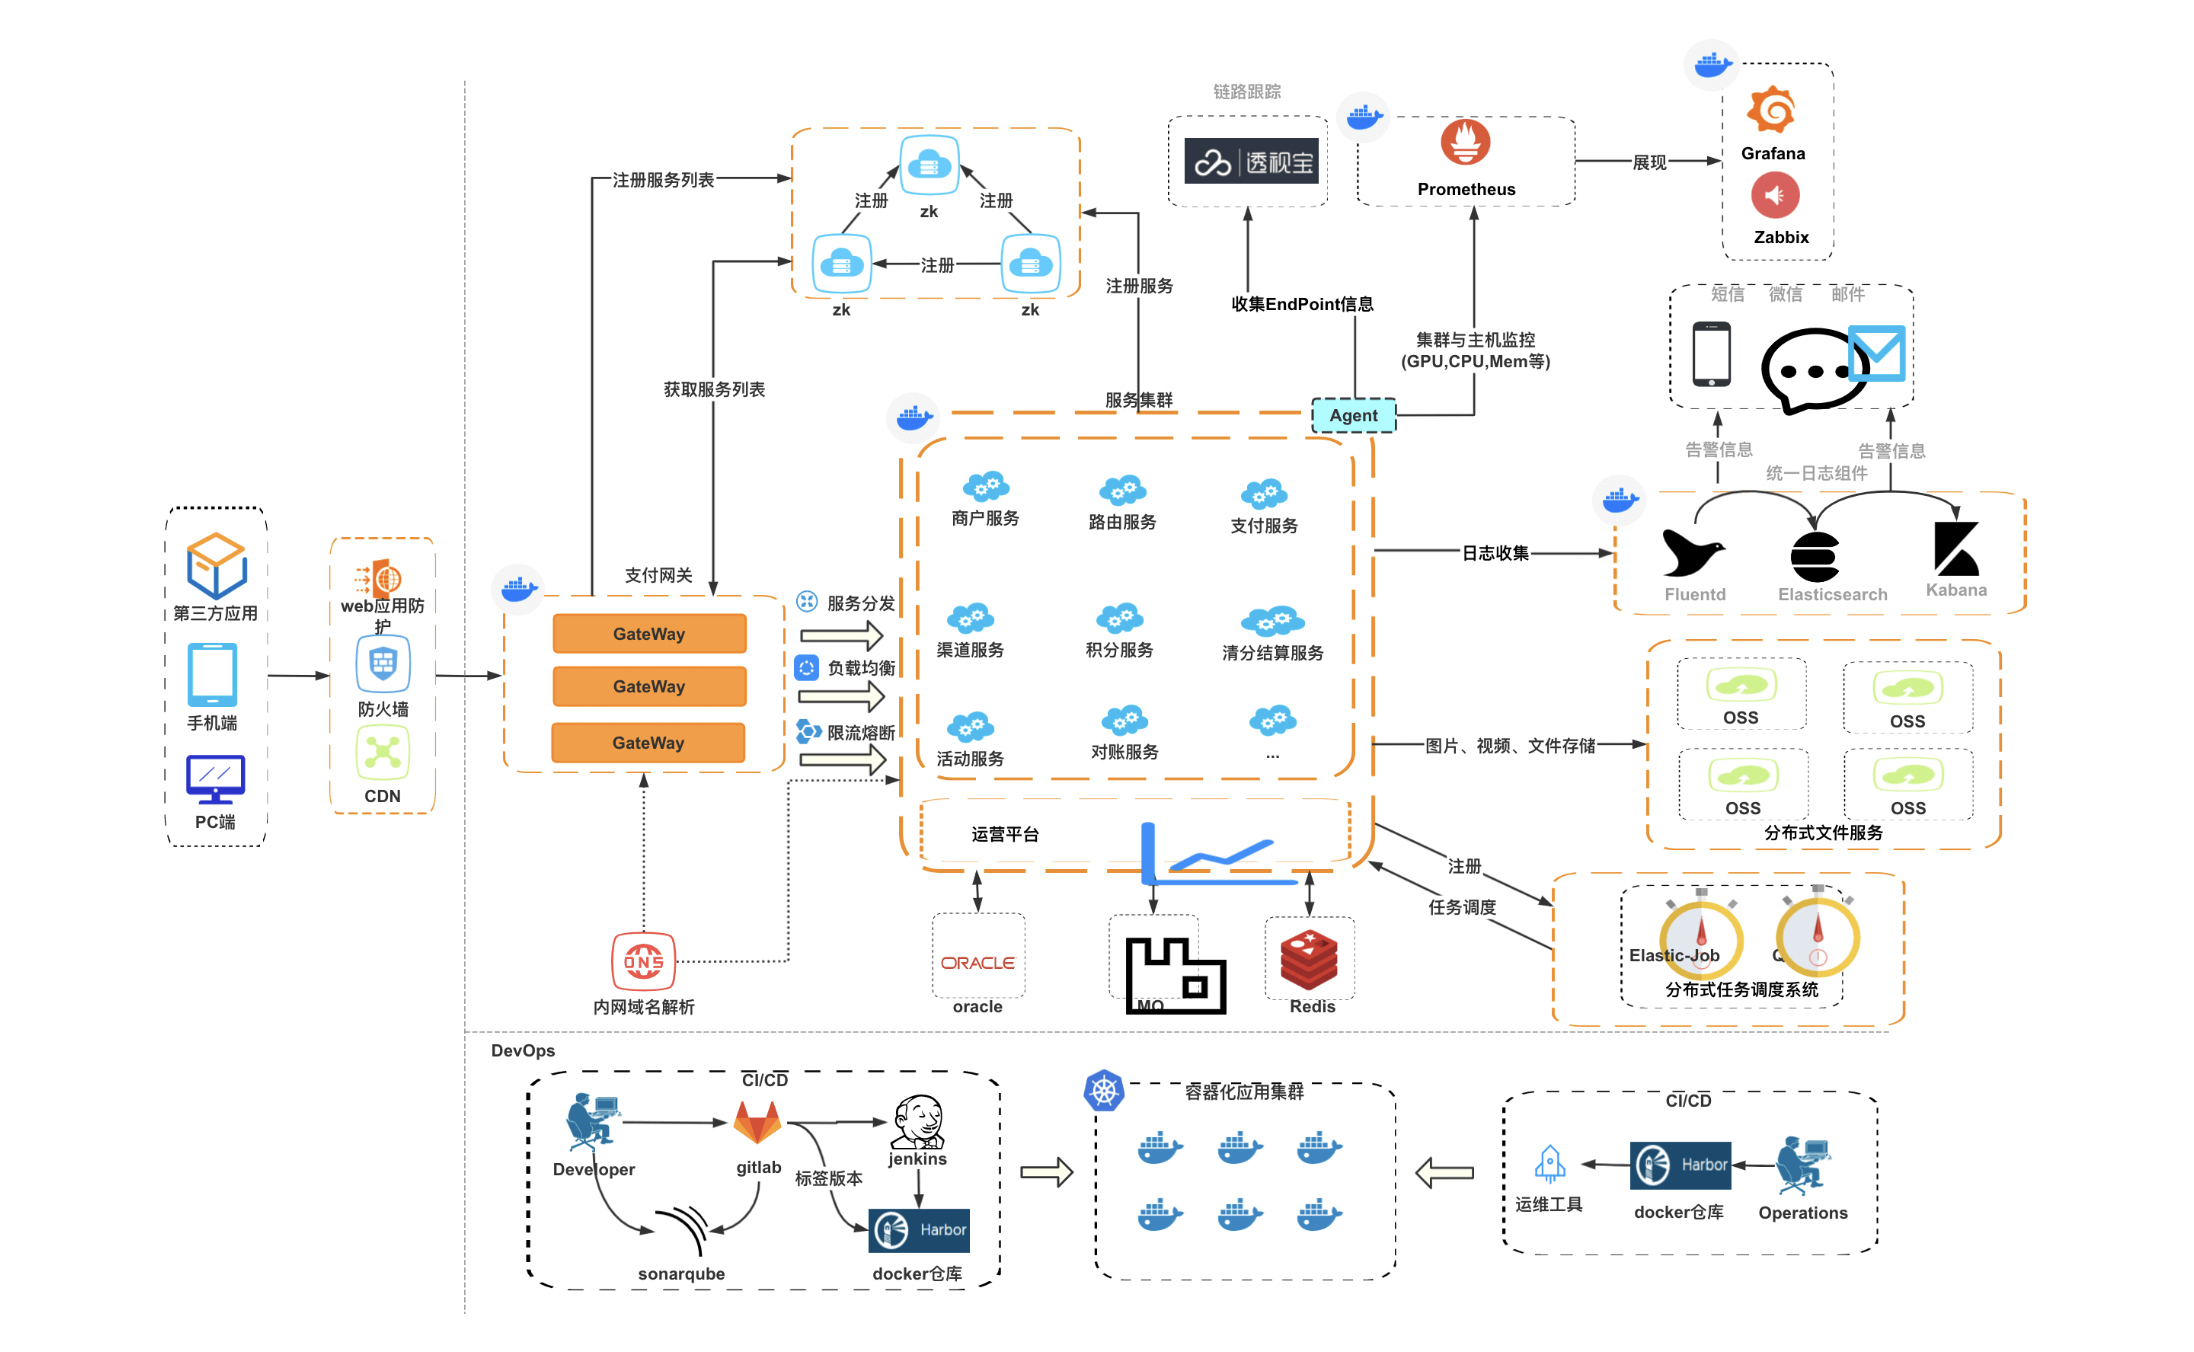 链路跟踪
透视宝
Prometheus
展现
Grafana
Zabbix
注册服务列表
注册
注册
zk
注册
zk
zk
注册服务
收集EndPoint信息
集群与主机监控
(GPU,CPU,Mem等)
短信
微信
邮件
获取服务列表
服务集群
Agent
告警信息
告警信息
统一日志组件
商户服务
路由服务
支付服务
日志收集
Fluentd
Elasticsearch
Kabana
第三方应用
手机端
PC端
web应用防
护
防火墙
CDN
支付网关
GateWay
GateWay
GateWay
服务分发
负载均衡
限流熔断
渠道服务
积分服务
清分结算服务
活动服务
对账服务
...
图片、视频、文件存储
OSS
OSS
OSS
OSS
分布式文件服务
运营平台
注册
任务调度
Elastic-Job
分布式任务调度系统
DNS
内网域名解析
ORACLE
oracle
MQ
Redis
DevOps
CI/CD
Developer
gitlab
jenkins
标签版本
sonarqube
Harbor
docker仓库
容器化应用集群
CI/CD
运维工具
Harbor
docker仓库
Operations